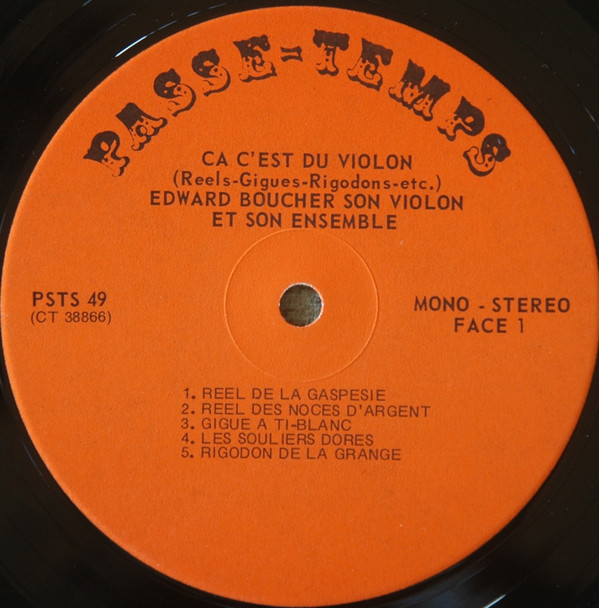 PASSE-TEMPS
CA C'EST DU VIOLON
(Reels-Gigues-Rigodons-etc.)
EDWARD BOUCHER SON VIOLON
ET SON ENSEMBLE
PSTS 49
(CT 38866)
MONO - STEREO
FACE 1
1. REEL DE LA GASPESIE
2. REEL DES NOCES D'ARGENT
3. GIGUE A TI-BLANC
4. LES SOULIERS DORES
5. RIGODON DE LA GRANGE